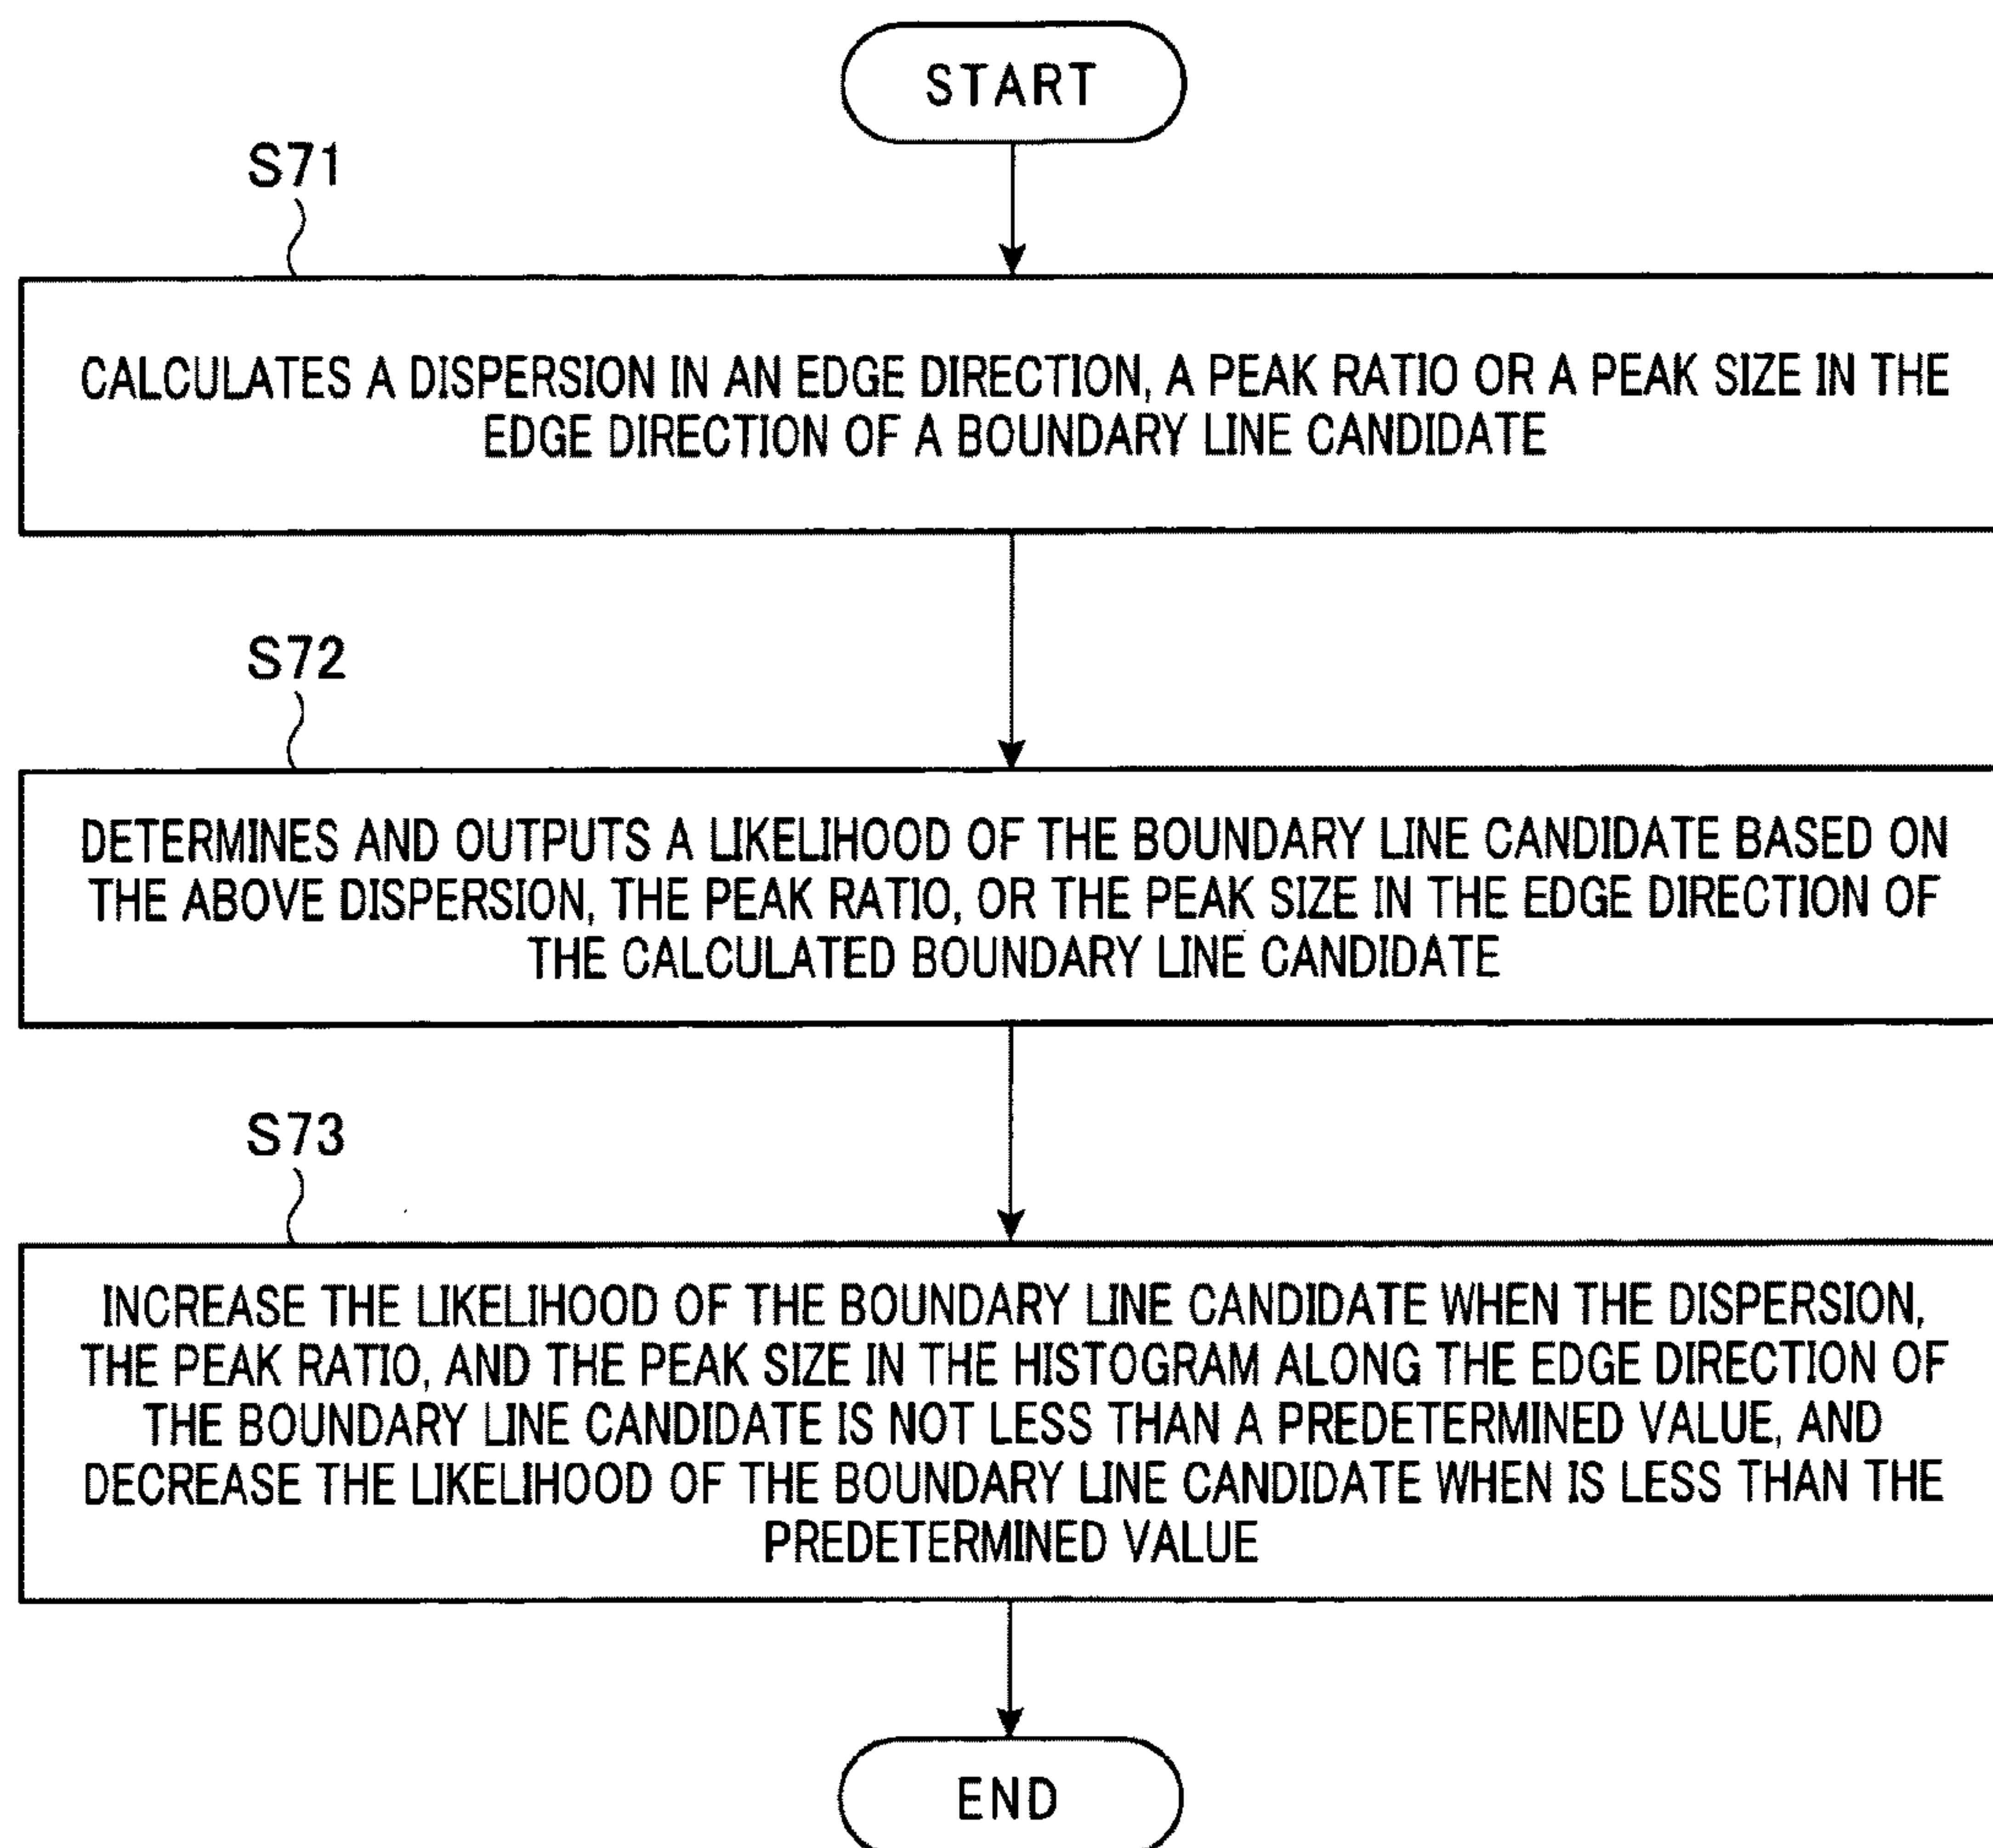 START
S71
CALCULATES A DISPERSION IN AN EDGE DIRECTION, A PEAK RATIO OR A PEAK SIZE IN THE
EDGE DIRECTION OF A BOUNDARY LINE CANDIDATE
S72
DETERMINES AND OUTPUTS A LIKELIHOOD OF THE BOUNDARY LINE CANDIDATE BASED ON
THE ABOVE DISPERSION, THE PEAK RATIO, OR THE PEAK SIZE IN THE EDGE DIRECTION OF
THE CALCULATED BOUNDARY LINE CANDIDATE
S73
INCREASE THE LIKELIHOOD OF THE BOUNDARY LINE CANDIDATE WHEN THE DISPERSION,
THE PEAK RATIO, AND THE PEAK SIZE IN THE HISTOGRAM ALONG THE EDGE DIRECTION OF
THE BOUNDARY LINE CANDIDATE IS NOT LESS THAN A PREDETERMINED VALUE, AND
DECREASE THE LIKELIHOOD OF THE BOUNDARY LINE CANDIDATE WHEN IS LESS THAN THE
PREDETERMINED VALUE
END